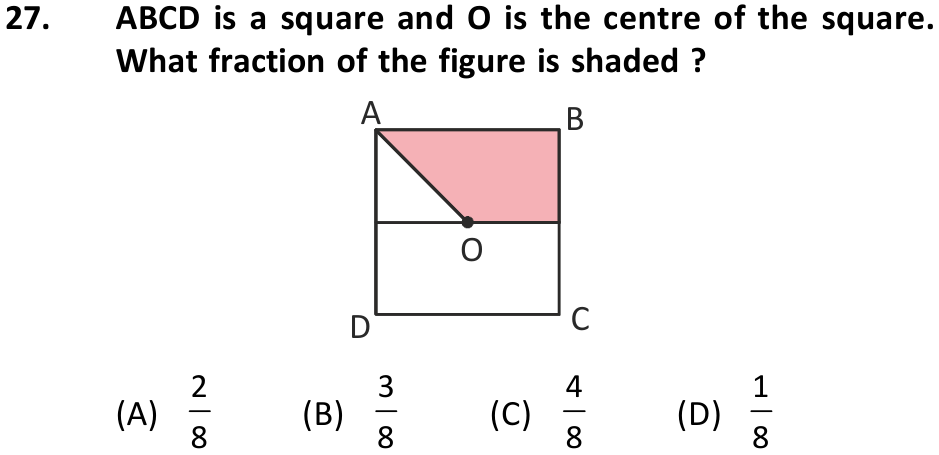 27. ABCD is a square and O is the centre of the square.
What fraction of the figure is shaded ?
A B
O
D C
(A) 2/8 (B) 3/8 (C) 4/8 (D) 1/8